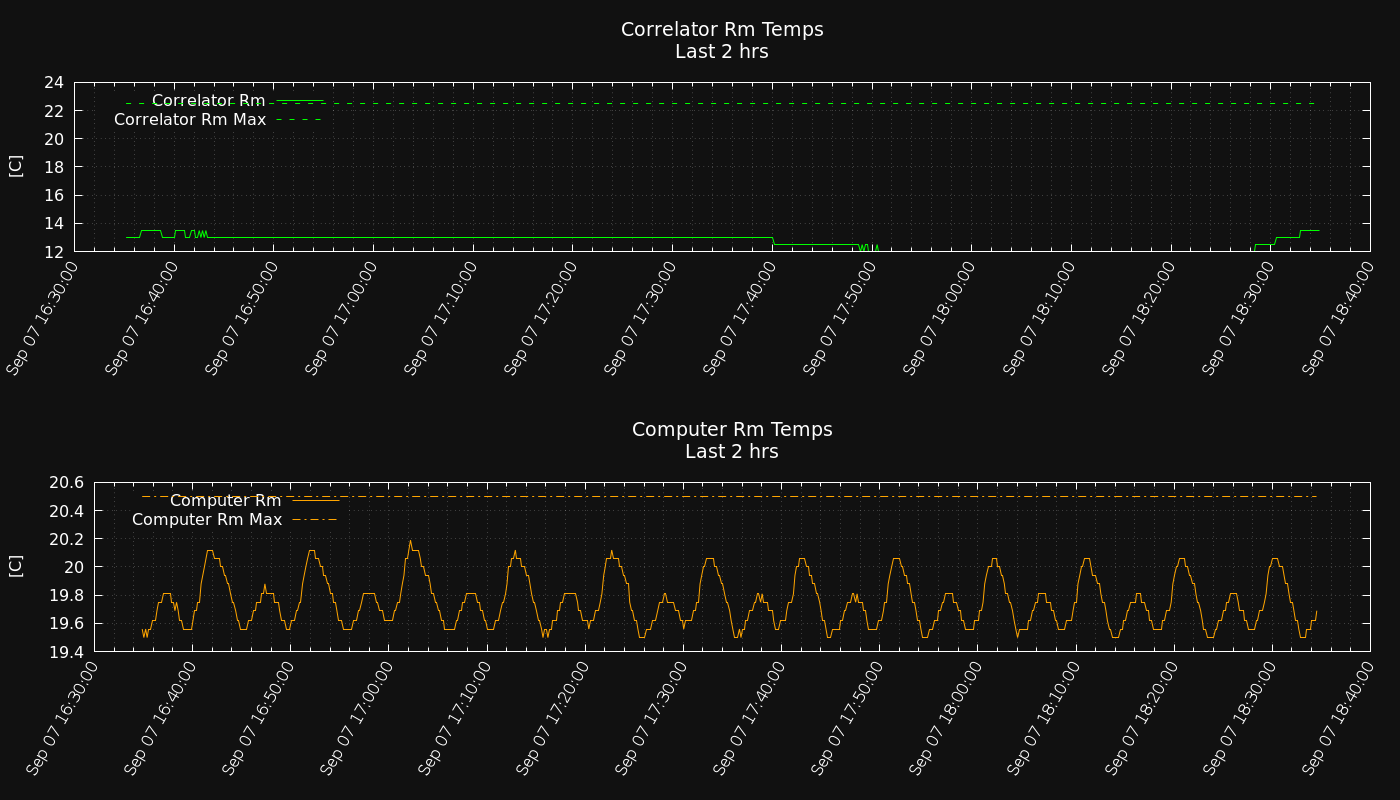 Correlator Rm Temps
Last 2 hrs
24
22
20
18
16
14
12
[C]
Correlator Rm
Correlator Rm Max
Sep 07 16:30:00
Sep 07 16:40:00
Sep 07 16:50:00
Sep 07 17:00:00
Sep 07 17:10:00
Sep 07 17:20:00
Sep 07 17:30:00
Sep 07 17:40:00
Sep 07 17:50:00
Sep 07 18:00:00
Sep 07 18:10:00
Sep 07 18:20:00
Sep 07 18:30:00
Sep 07 18:40:00
Computer Rm Temps
Last 2 hrs
20.6
20.4
20.2
20
19.8
19.6
19.4
[C]
Computer Rm
Computer Rm Max
Sep 07 16:30:00
Sep 07 16:40:00
Sep 07 16:50:00
Sep 07 17:00:00
Sep 07 17:10:00
Sep 07 17:20:00
Sep 07 17:30:00
Sep 07 17:40:00
Sep 07 17:50:00
Sep 07 18:00:00
Sep 07 18:10:00
Sep 07 18:20:00
Sep 07 18:30:00
Sep 07 18:40:00